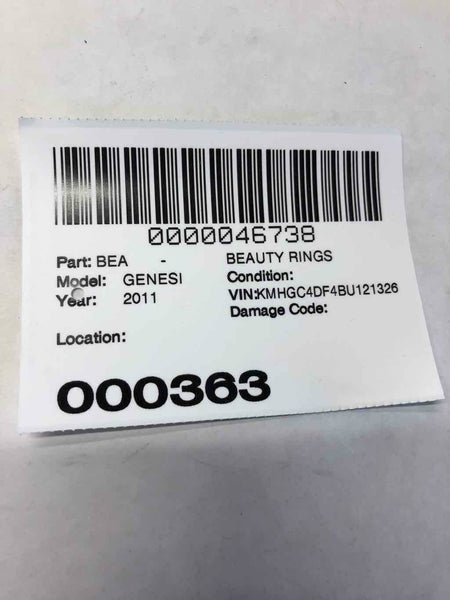 0000046738
Part: BEA - BEAUTY RINGS
Model: GENESI Condition:
Year: 2011 VIN:KMHGC4DF4BU121326
Damage Code:
Location:
000363